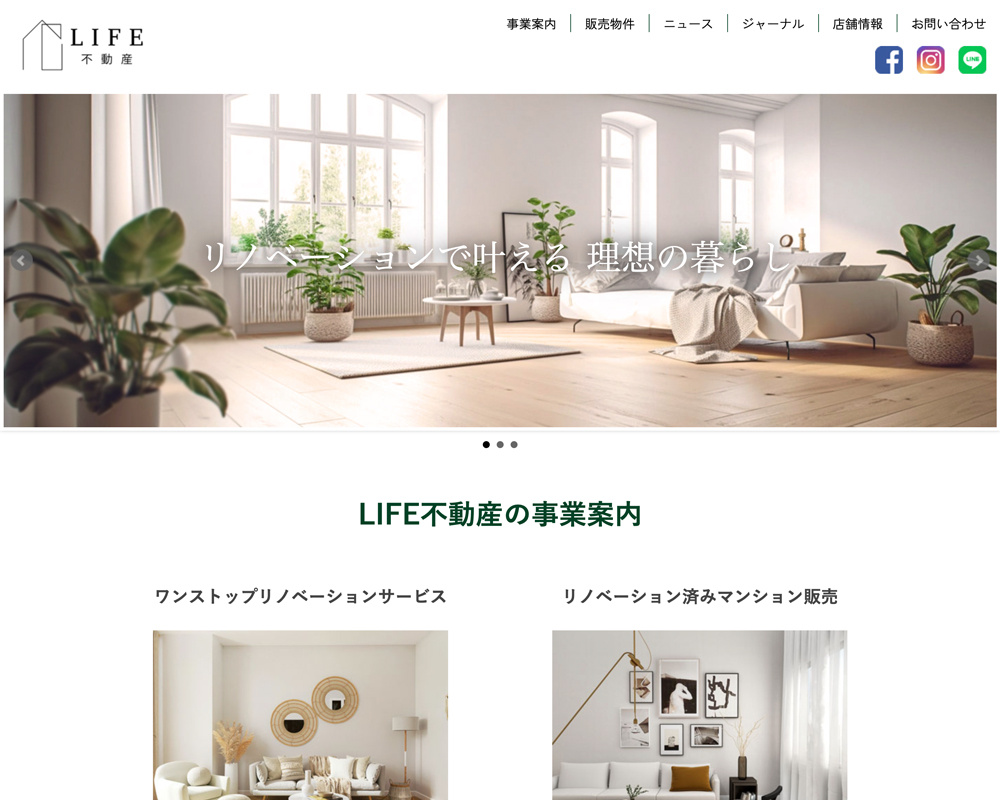 LIFE
不動産
事業案内
販売物件
ニュース
ジャーナル
店舗情報
お問い合わせ
LINE
リノベーションで叶える 理想の暮らし
LIFE不動産の事業案内
ワンストップリノベーションサービス
リノベーション済みマンション販売